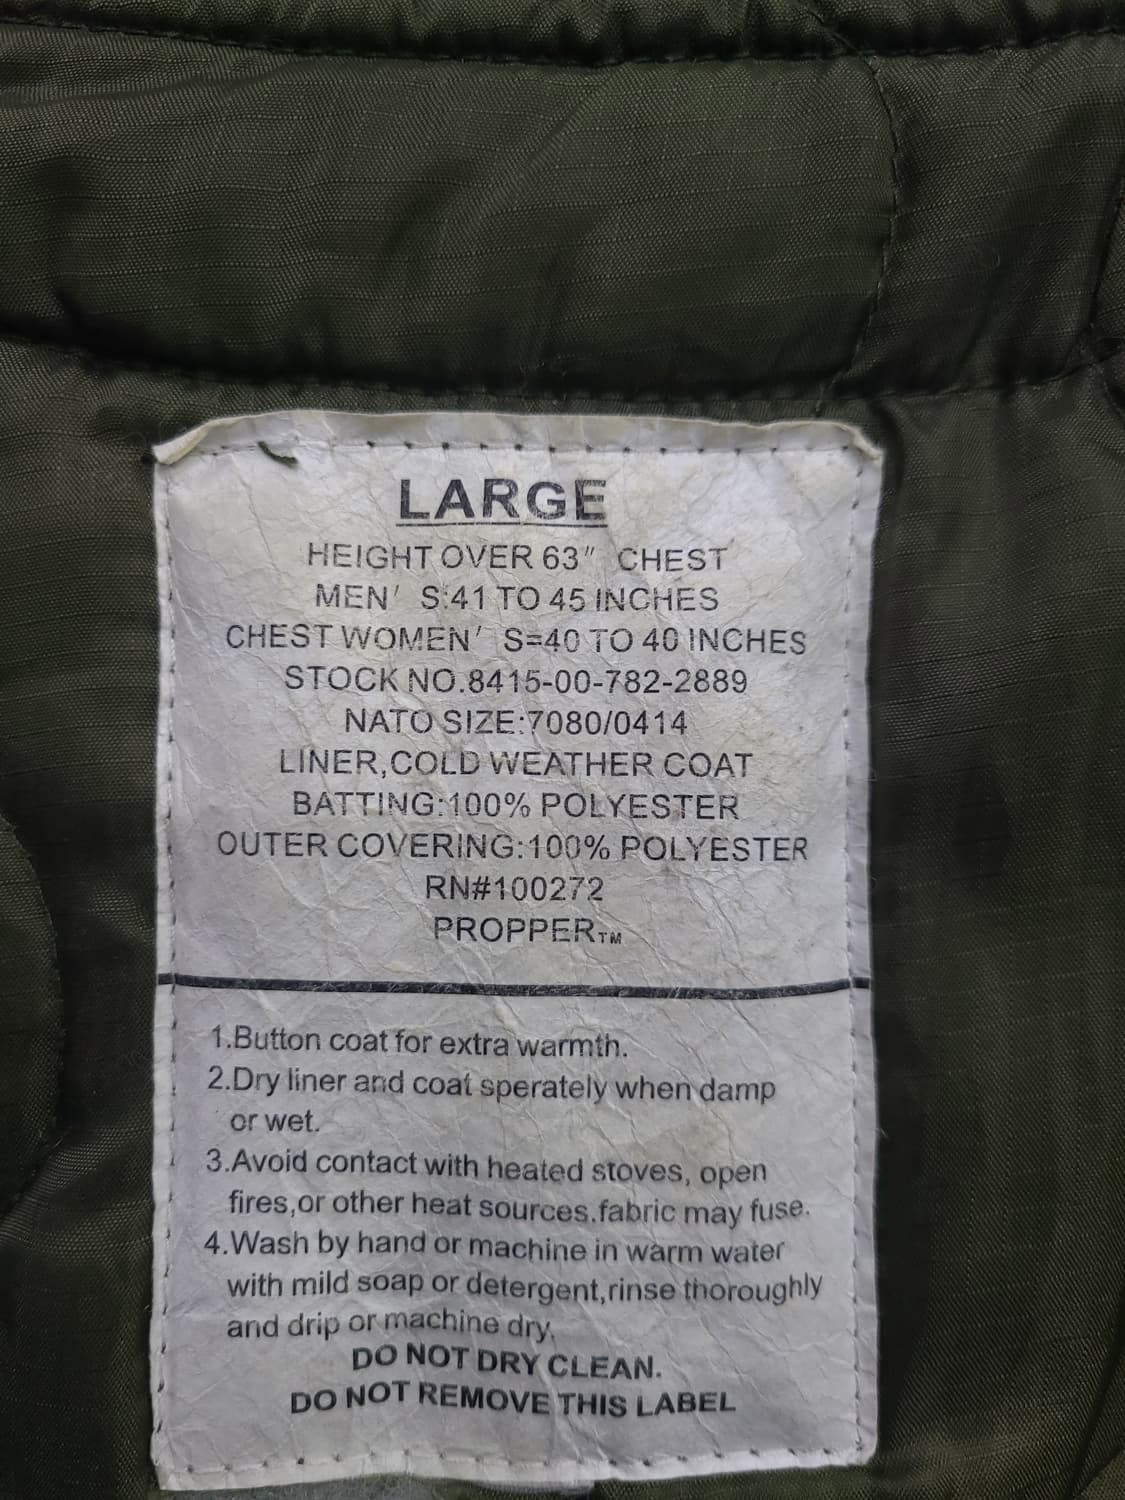 LARGE
HEIGHT OVER 63" CHEST
MEN' S:41 TO 45 INCHES
CHEST WOMEN' S=40 TO 40 INCHES
STOCK NO.8415-00-782-2889
NATO SIZE:7080/0414
LINER,COLD WEATHER COAT
BATTING:100% POLYESTER
OUTER COVERING:100% POLYESTER
RN#100272
PROPPER™
1.Button coat for extra warmth.
2.Dry liner and coat sperately when damp
or wet.
3.Avoid contact with heated stoves, open
fires,or other heat sources.fabric may fuse.
4.Wash by hand or machine in warm water
with mild soap or detergent,rinse thoroughly
and drip or machine dry.
DO NOT DRY CLEAN.
DO NOT REMOVE THIS LABEL